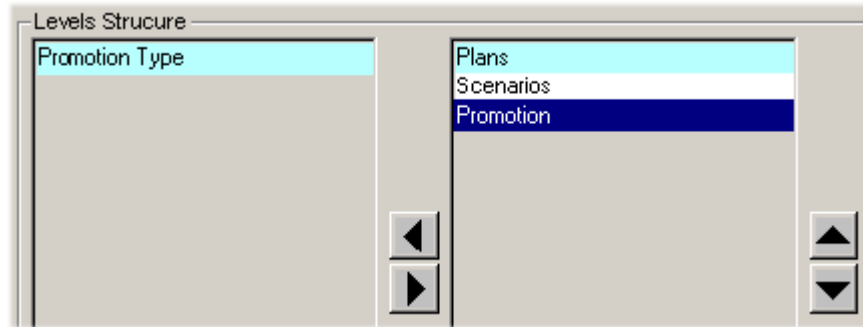 Levels Strucure
Promotion Type
Plans
Scenarios
Promotion